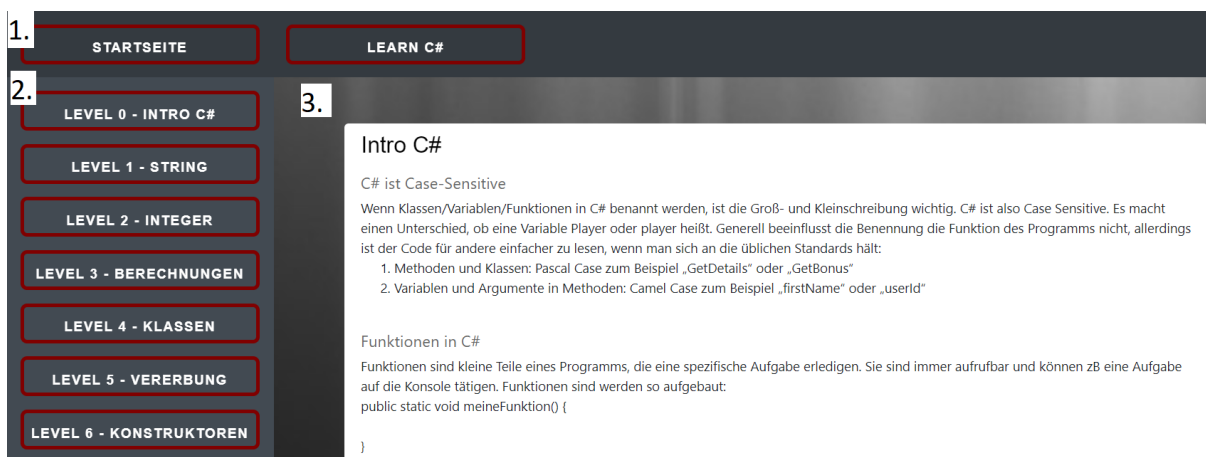 1.
STARTSEITE
LEARN C#
2.
LEVEL 0 - INTRO C#
LEVEL 1 - STRING
LEVEL 2 - INTEGER
LEVEL 3 - BERECHNUNGEN
LEVEL 4 - KLASSEN
LEVEL 5 - VERERBUNG
LEVEL 6 - KONSTRUKTOREN
3.
Intro C#
C# ist Case-Sensitive
Wenn Klassen/Variablen/Funktionen in C# benannt werden, ist die Groß- und Kleinschreibung wichtig. C# ist also Case Sensitive. Es macht
einen Unterschied, ob eine Variable Player oder player heißt. Generell beeinflusst die Benennung die Funktion des Programms nicht, allerdings
ist der Code für andere einfacher zu lesen, wenn man sich an die üblichen Standards hält:
1. Methoden und Klassen: Pascal Case zum Beispiel „GetDetails“ oder „GetBonus“
2. Variablen und Argumente in Methoden: Camel Case zum Beispiel „firstName“ oder „userId“
Funktionen in C#
Funktionen sind kleine Teile eines Programms, die eine spezifische Aufgabe erledigen. Sie sind immer aufrufbar und können zB eine Aufgabe
auf die Konsole tätigen. Funktionen sind werden so aufgebaut:
public static void meineFunktion() {
}